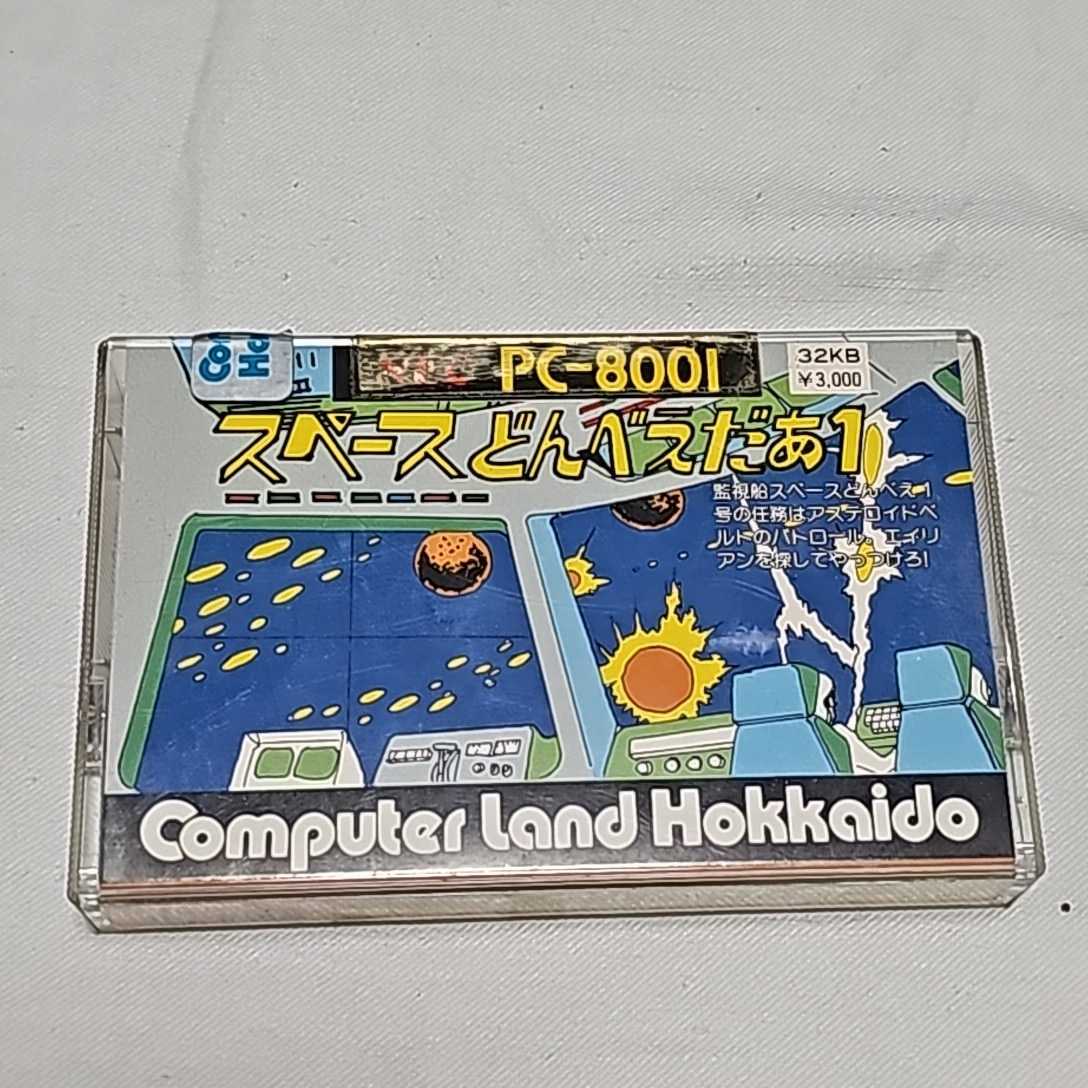 Co
Ho
PC-8001
32KB
¥3,000
スペースどんべえだあ1
監視船スペースどんべえ1
号の任務はアステロイドベ
ルトのパトロール。エイリ
アンを探してやっつけろ!
Computer Land Hokkaido